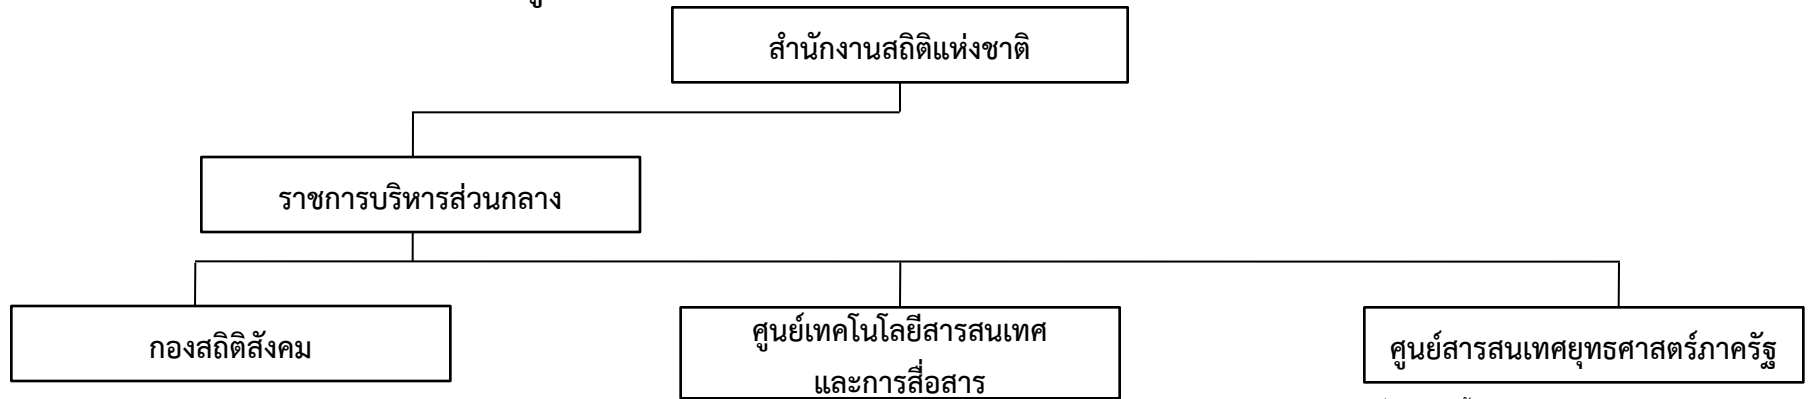 สำนักงานสถิติแห่งชาติ
ราชการบริหารส่วนกลาง
กองสถิติสังคม
ศูนย์เทคโนโลยีสารสนเทศ
และการสื่อสาร
ศูนย์สารสนเทศยุทธศาสตร์ภาครัฐ